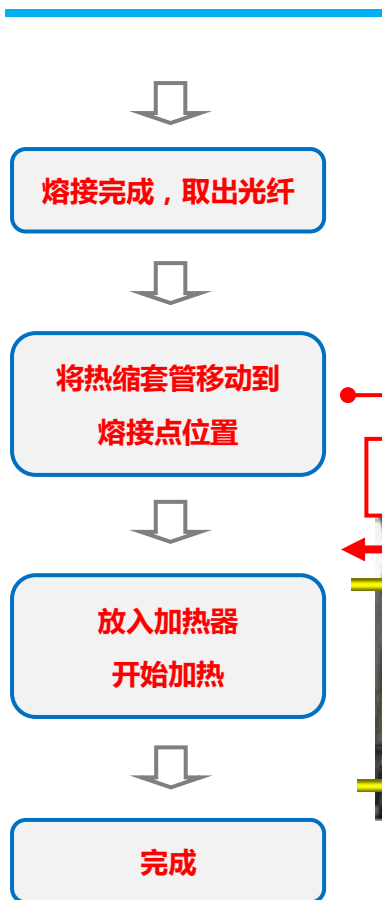 熔接完成，取出光纤
将热缩套管移动到
熔接点位置
放入加热器
开始加热
完成